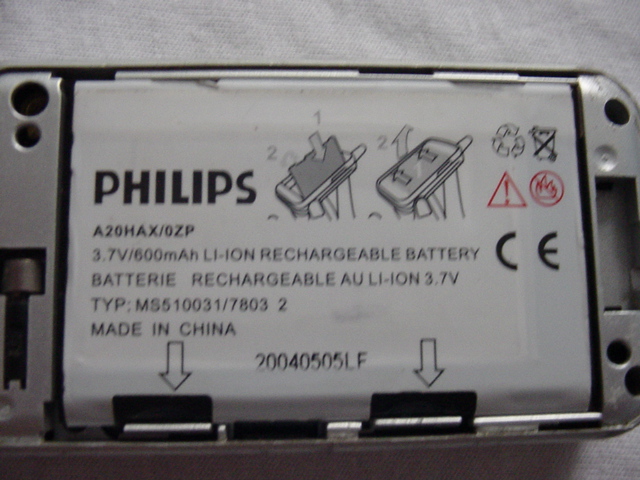 1
2
2
PHILIPS
A20HAX/0ZP
3.7V/600mAh LI-ION RECHARGEABLE BATTERY
BATTERIE RECHARGEABLE AU LI-ION 3.7V
TYP: MS510031/7803 2
MADE IN CHINA
CE
20040505LF